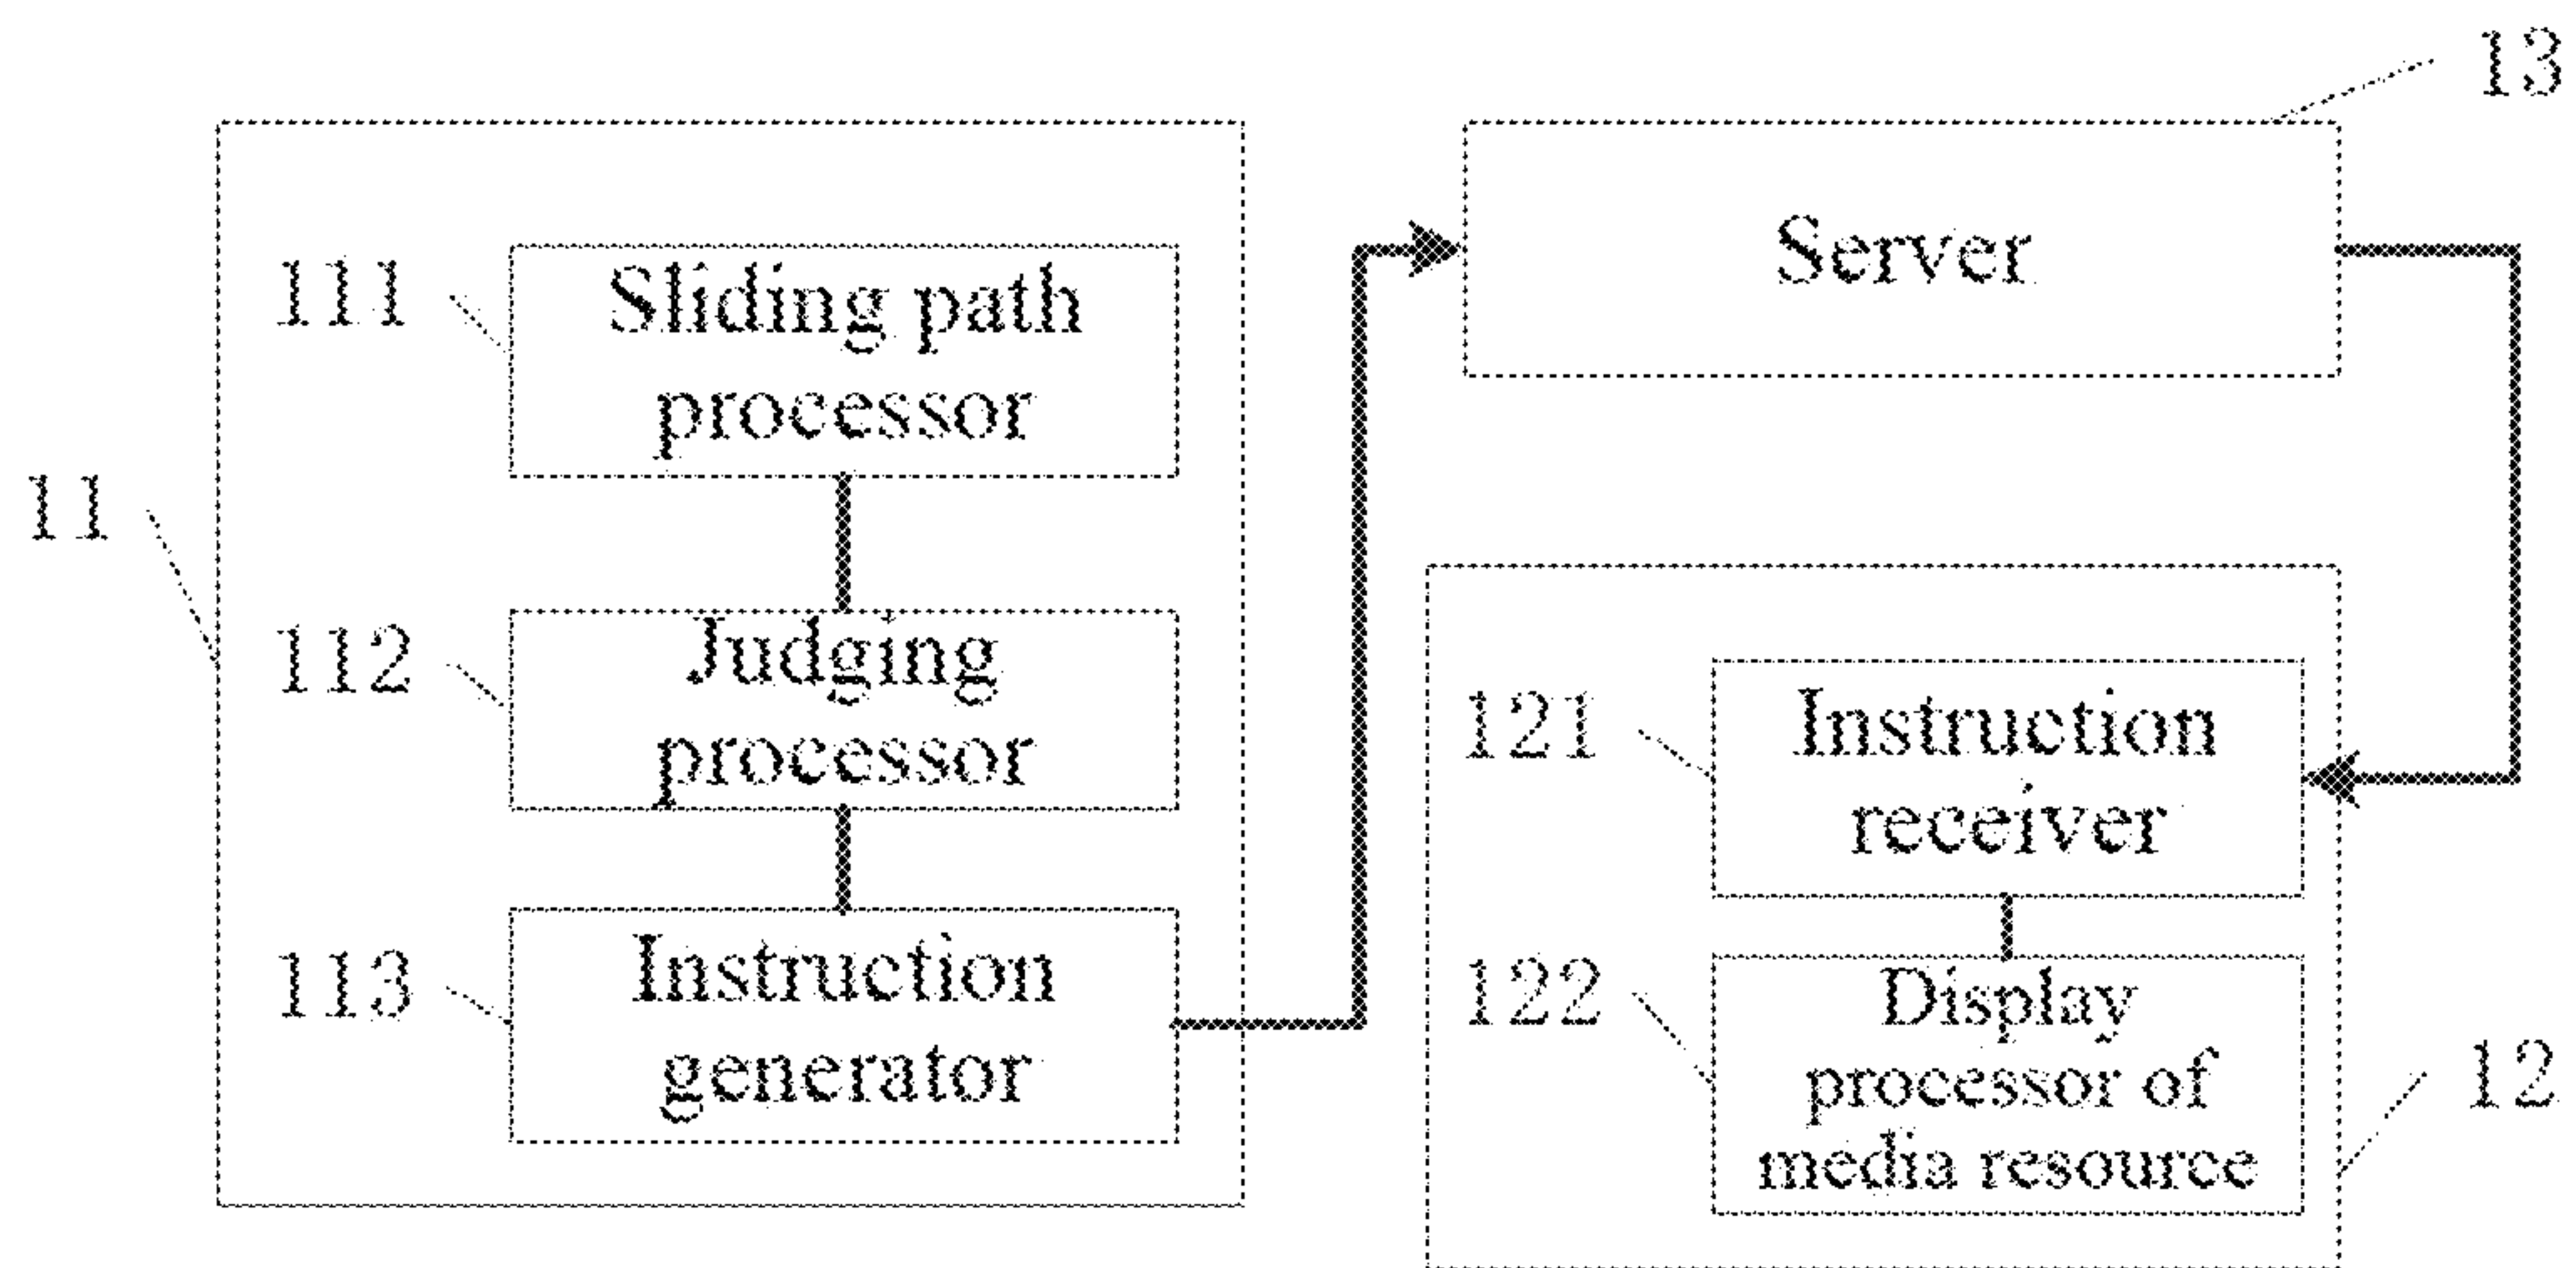 13
Server
111
Sliding path
processor
11
112
Judging
processor
113
Instruction
generator
121
Instruction
receiver
122
Display
processor of
media resource
12